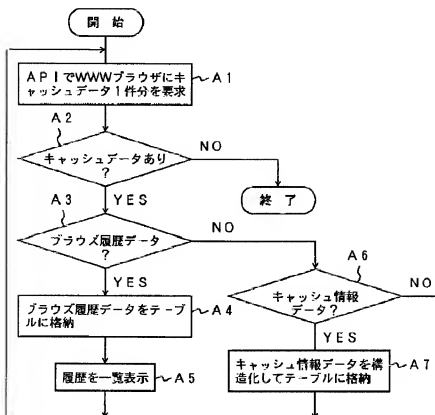 開始
APIでWWWブラウザにキ
ャッシュデータ1件分を要求
A1
A2
キャッシュデータあり
?
NO
終了
YES
A3
ブラウズ履歴データ
?
NO
YES
A6
キャッシュ情報
データ?
NO
ブラウズ履歴データをテーブ
ルに格納
A4
YES
履歴を一覧表示
A5
キャッシュ情報データを構
造化してテーブルに格納
A7